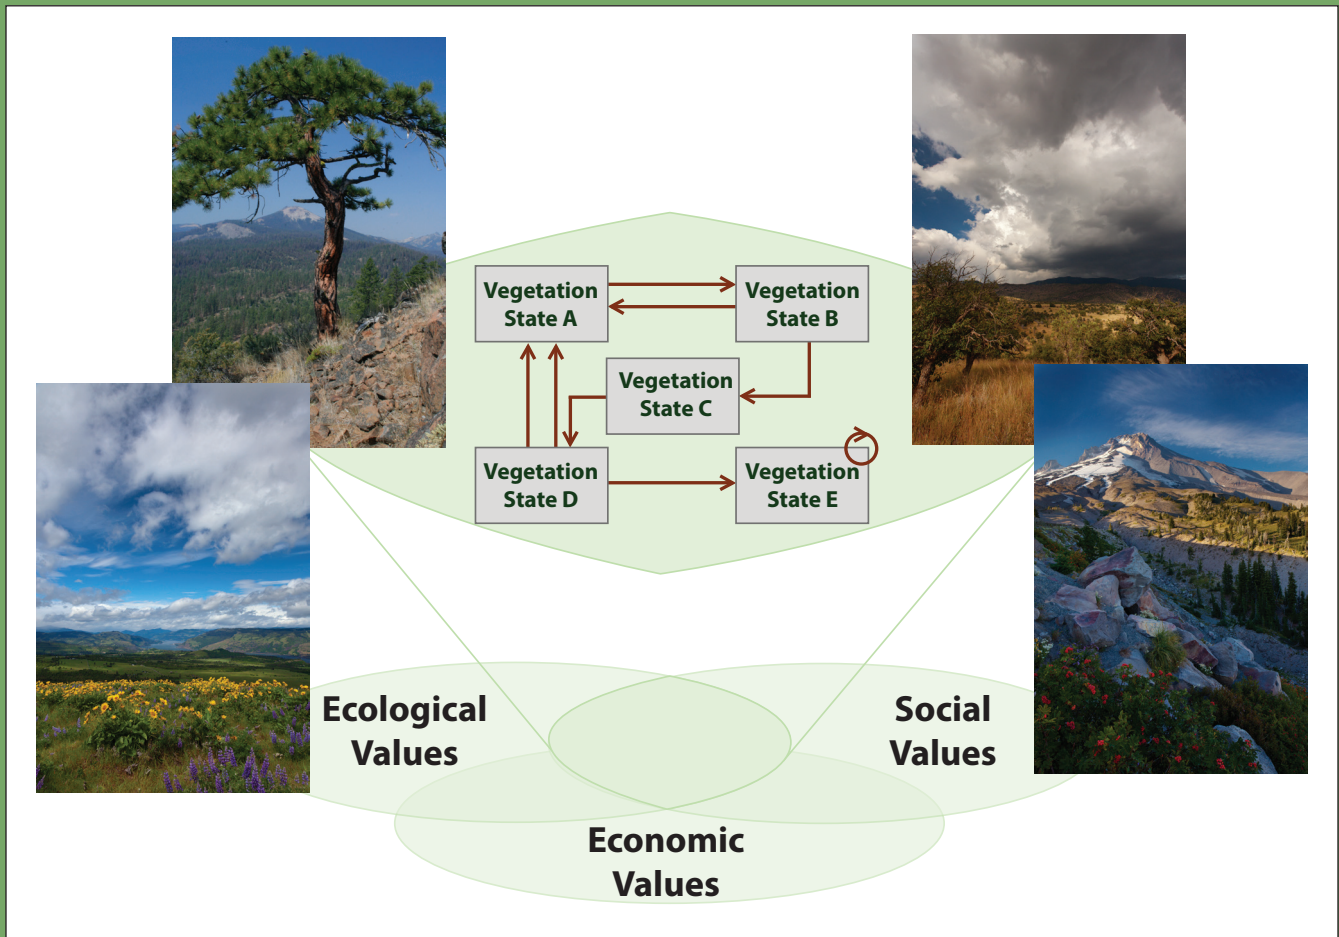 Vegetation
State A
Vegetation
State B
Vegetation
State C
Vegetation
State D
Vegetation
State E
Ecological
Values
Social
Values
Economic
Values